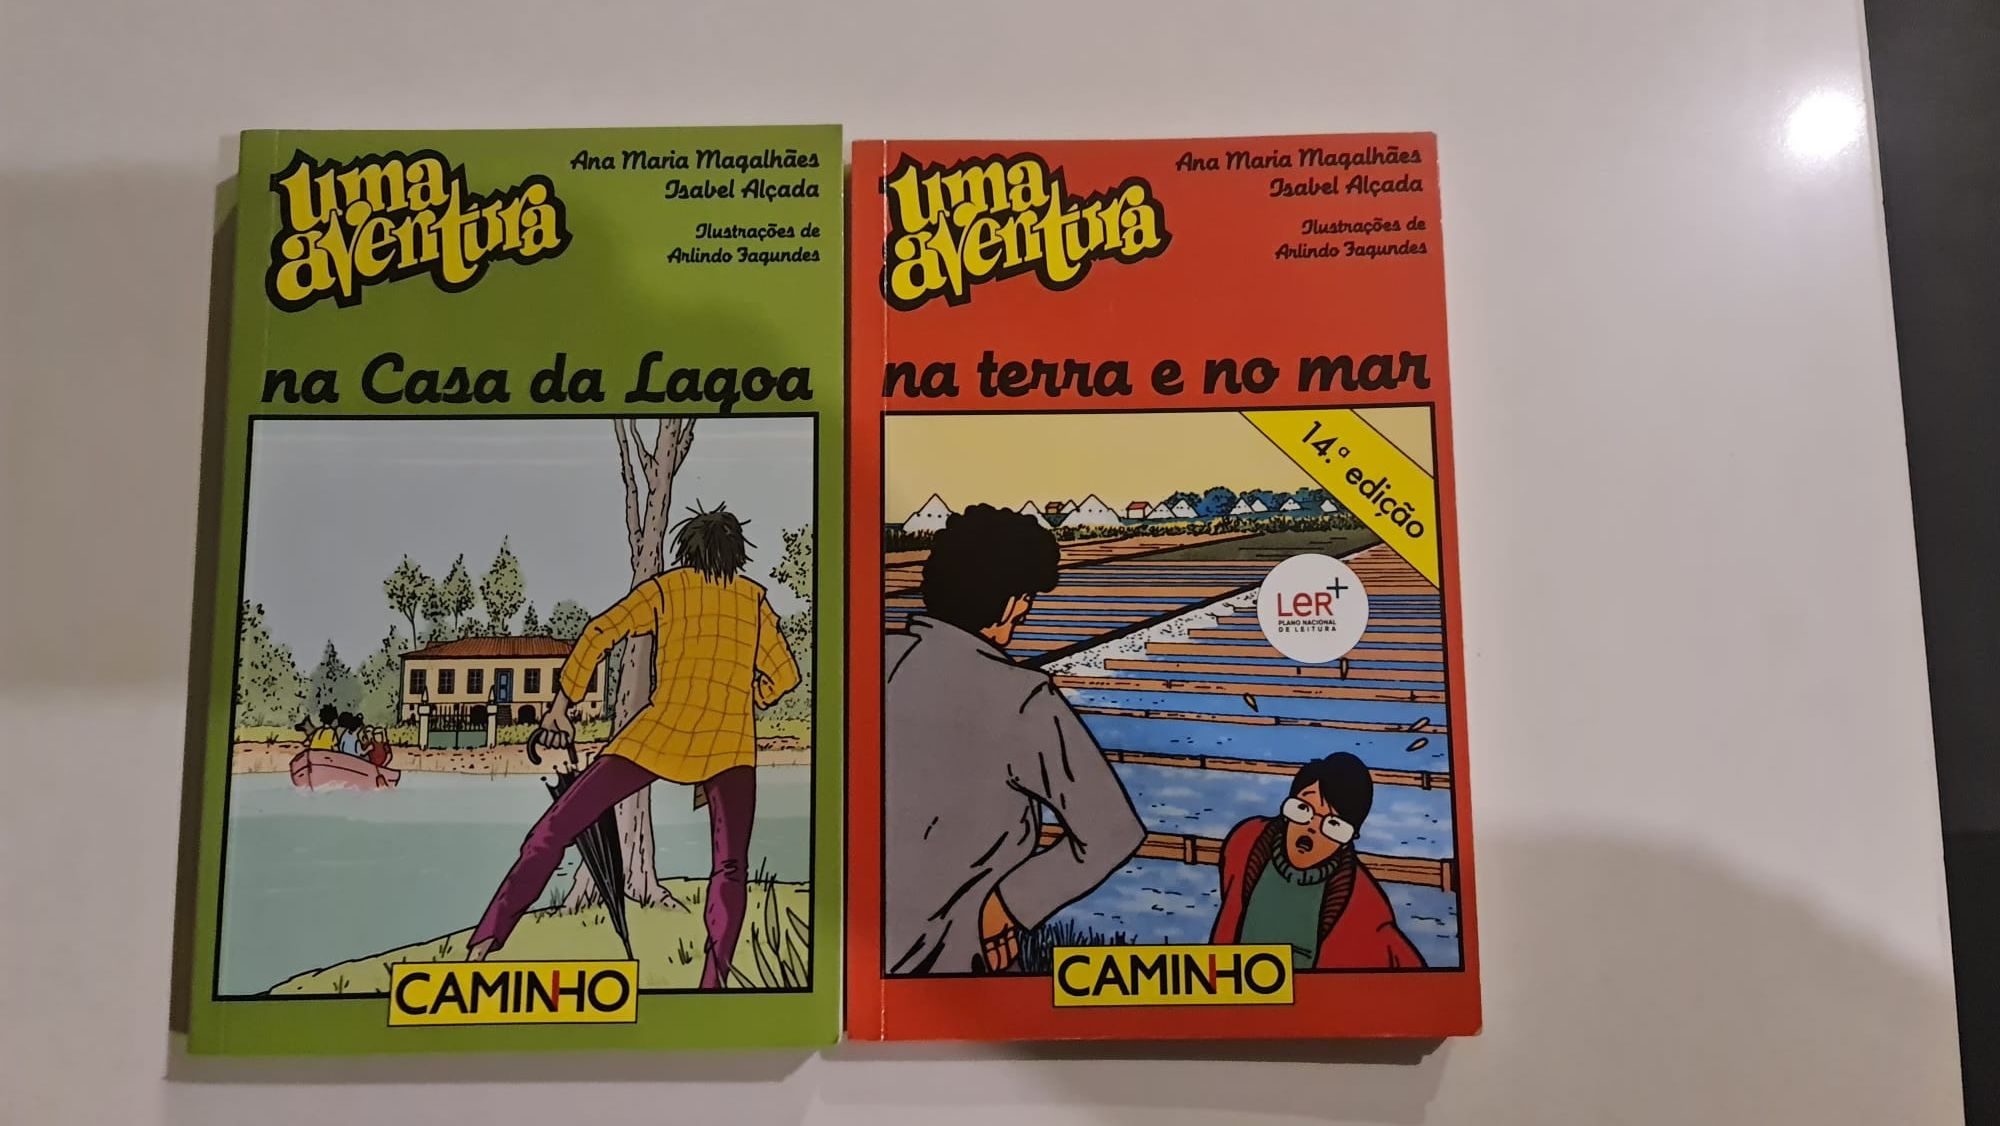 uma
aventura
Ana Maria Magalhães
Isabel Alçada
Ilustrações de
Arlindo Fagundes
na Casa da Lagoa
CAMINHO
uma
aventura
Ana Maria Magalhães
Isabel Alçada
Ilustrações de
Arlindo Fagundes
na terra e no mar
14.ª edição
LER+
PLANO NACIONAL
DE LEITURA
CAMINHO